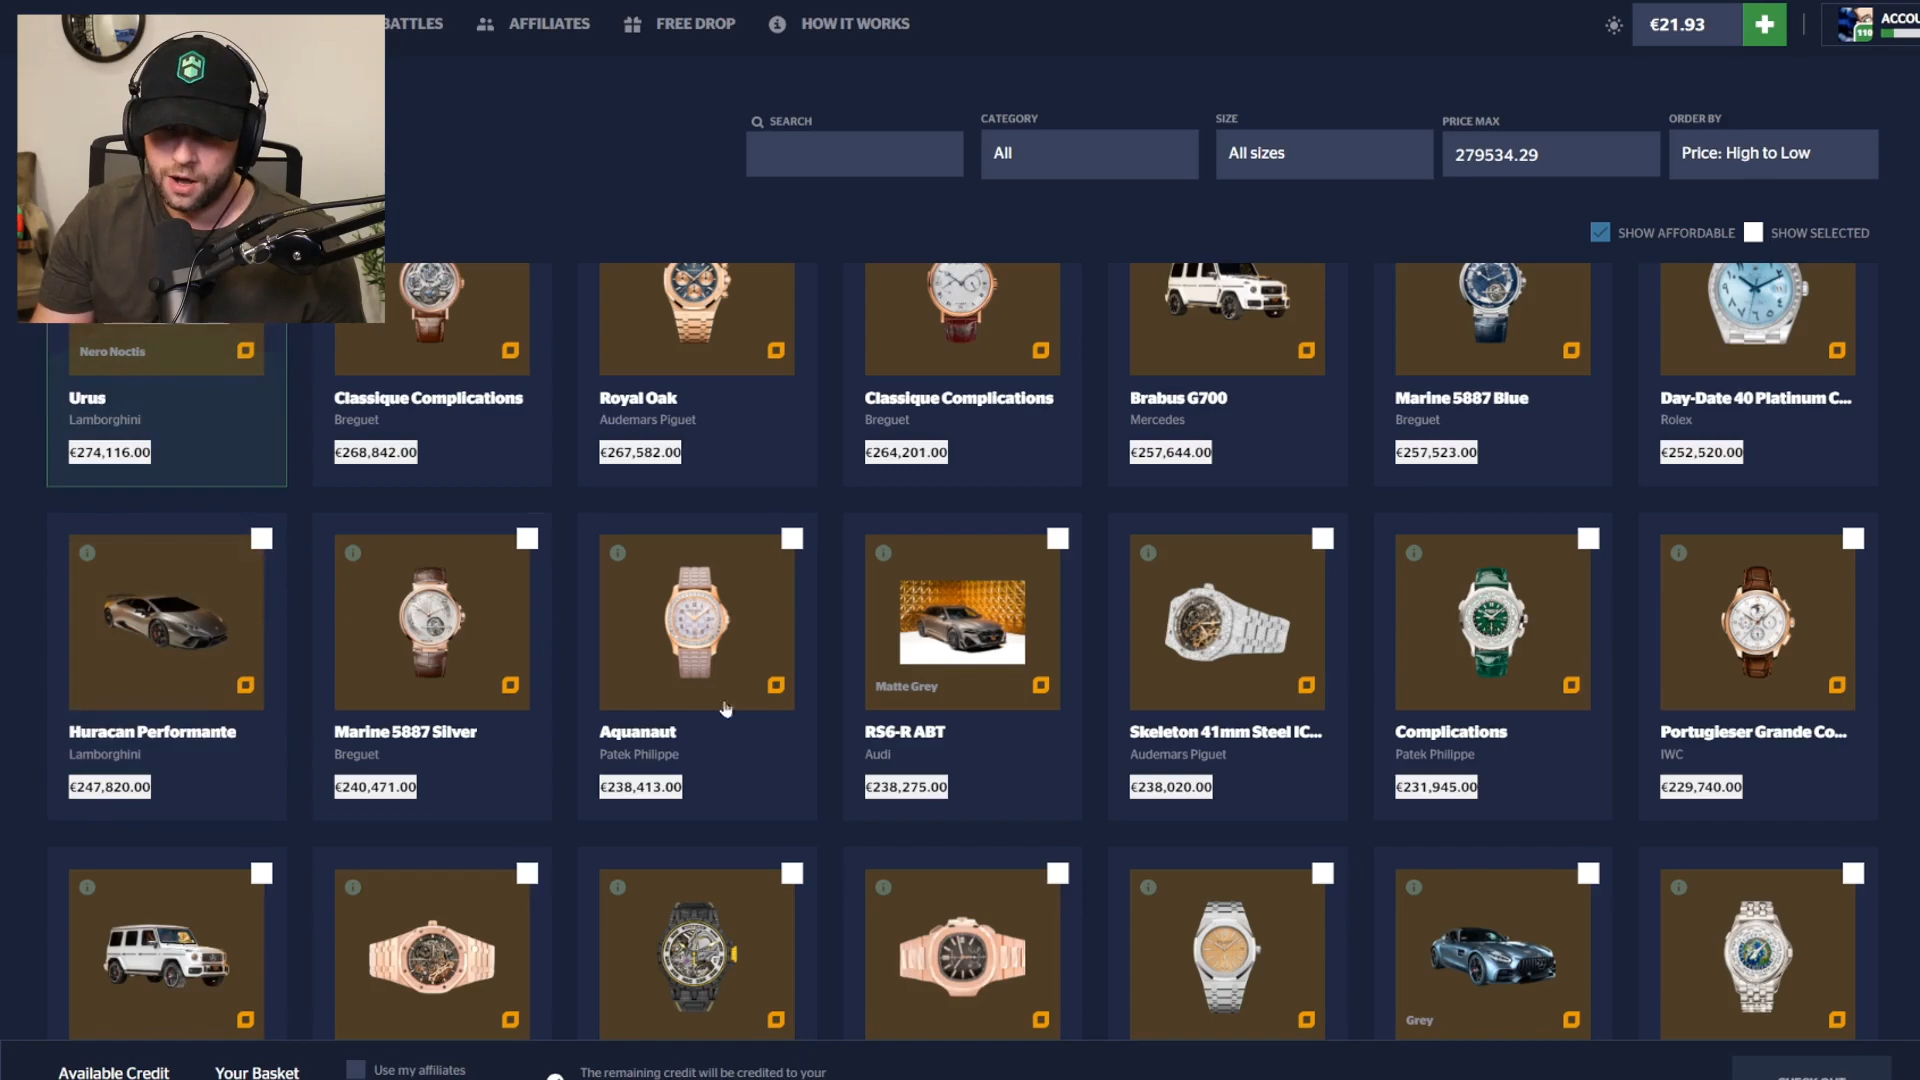 BATTLES
AFFILIATES
FREE DROP
HOW IT WORKS
€21.93
110
SEARCH
CATEGORY
All
SIZE
All sizes
PRICE MAX
279534.29
ORDER BY
Price: High to Low
SHOW AFFORDABLE
SHOW SELECTED
Nero Noctis
Urus
Lamborghini
€274,116.00
Classique Complications
Breguet
€268,842.00
Royal Oak
Audemars Piguet
€267,582.00
Classique Complications
Breguet
€264,201.00
Brabus G700
Mercedes
€257,644.00
Marine 5887 Blue
Breguet
€257,523.00
Day-Date 40 Platinum C...
Rolex
€252,520.00
Huracan Performante
Lamborghini
€247,820.00
Marine 5887 Silver
Breguet
€240,471.00
Aquanaut
Patek Philippe
€238,413.00
Matte Grey
RS6-R ABT
Audi
€238,275.00
Skeleton 41mm Steel IC...
Audemars Piguet
€238,020.00
Complications
Patek Philippe
€231,945.00
Portugieser Grande Co...
IWC
€229,740.00
Grey
Available Credit
Your Basket
Use my affiliates
The remaining credit will be credited to your